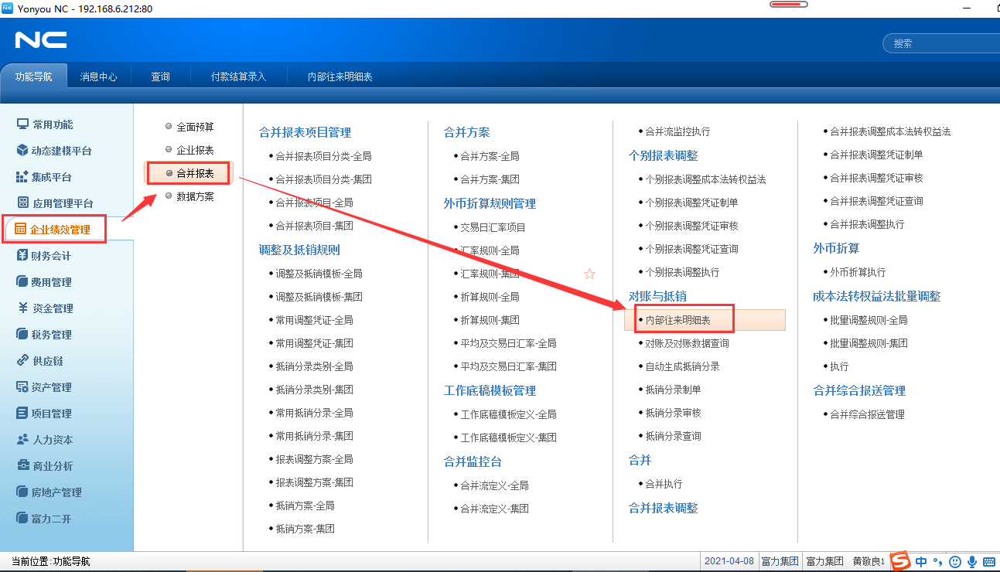 Yonyou NC - 192.168.6.212:80
NC
搜索
功能导航
消息中心
查询
付款结算录入
内部往来明细表
常用功能
动态建模平台
集成平台
应用管理平台
企业绩效管理
财务会计
费用管理
资金管理
税务管理
供应链
资产管理
项目管理
人力资本
商业分析
房地产管理
富力二开
全面预算
企业报表
合并报表
数据方案
合并报表项目管理
合并报表项目分类-全局
合并报表项目分类-集团
合并报表项目-全局
合并报表项目-集团
调整及抵销规则
调整及抵销模板-全局
调整及抵销模板-集团
常用调整凭证-全局
常用调整凭证-集团
抵销分录类别-全局
抵销分录类别-集团
常用抵销分录-全局
常用抵销分录-集团
报表调整方案-全局
报表调整方案-集团
抵销方案-全局
抵销方案-集团
合并方案
合并方案-全局
合并方案-集团
外币折算规则管理
交易日汇率项目
汇率规则-全局
汇率规则-集团
折算规则-全局
折算规则-集团
平均及交易日汇率-全局
平均及交易日汇率-集团
工作底稿模板管理
工作底稿模板定义-全局
工作底稿模板定义-集团
合并监控台
合并流定义-全局
合并流定义-集团
合并流监控执行
个别报表调整
个别报表调整成本法转权益法
个别报表调整凭证制单
个别报表调整凭证审核
个别报表调整凭证查询
个别报表调整执行
对账与抵销
内部往来明细表
对账及对账数据查询
自动生成抵销分录
抵销分录制单
抵销分录审核
抵销分录查询
合并
合并执行
合并报表调整
合并报表调整成本法转权益法
合并报表调整凭证制单
合并报表调整凭证审核
合并报表调整凭证查询
合并报表调整执行
外币折算
外币折算执行
成本法转权益法批量调整
批量调整规则-全局
批量调整规则-集团
执行
合并综合报送管理
合并综合报送管理
当前位置:功能导航
2021-04-08
富力集团
富力集团
黄敬良1
中